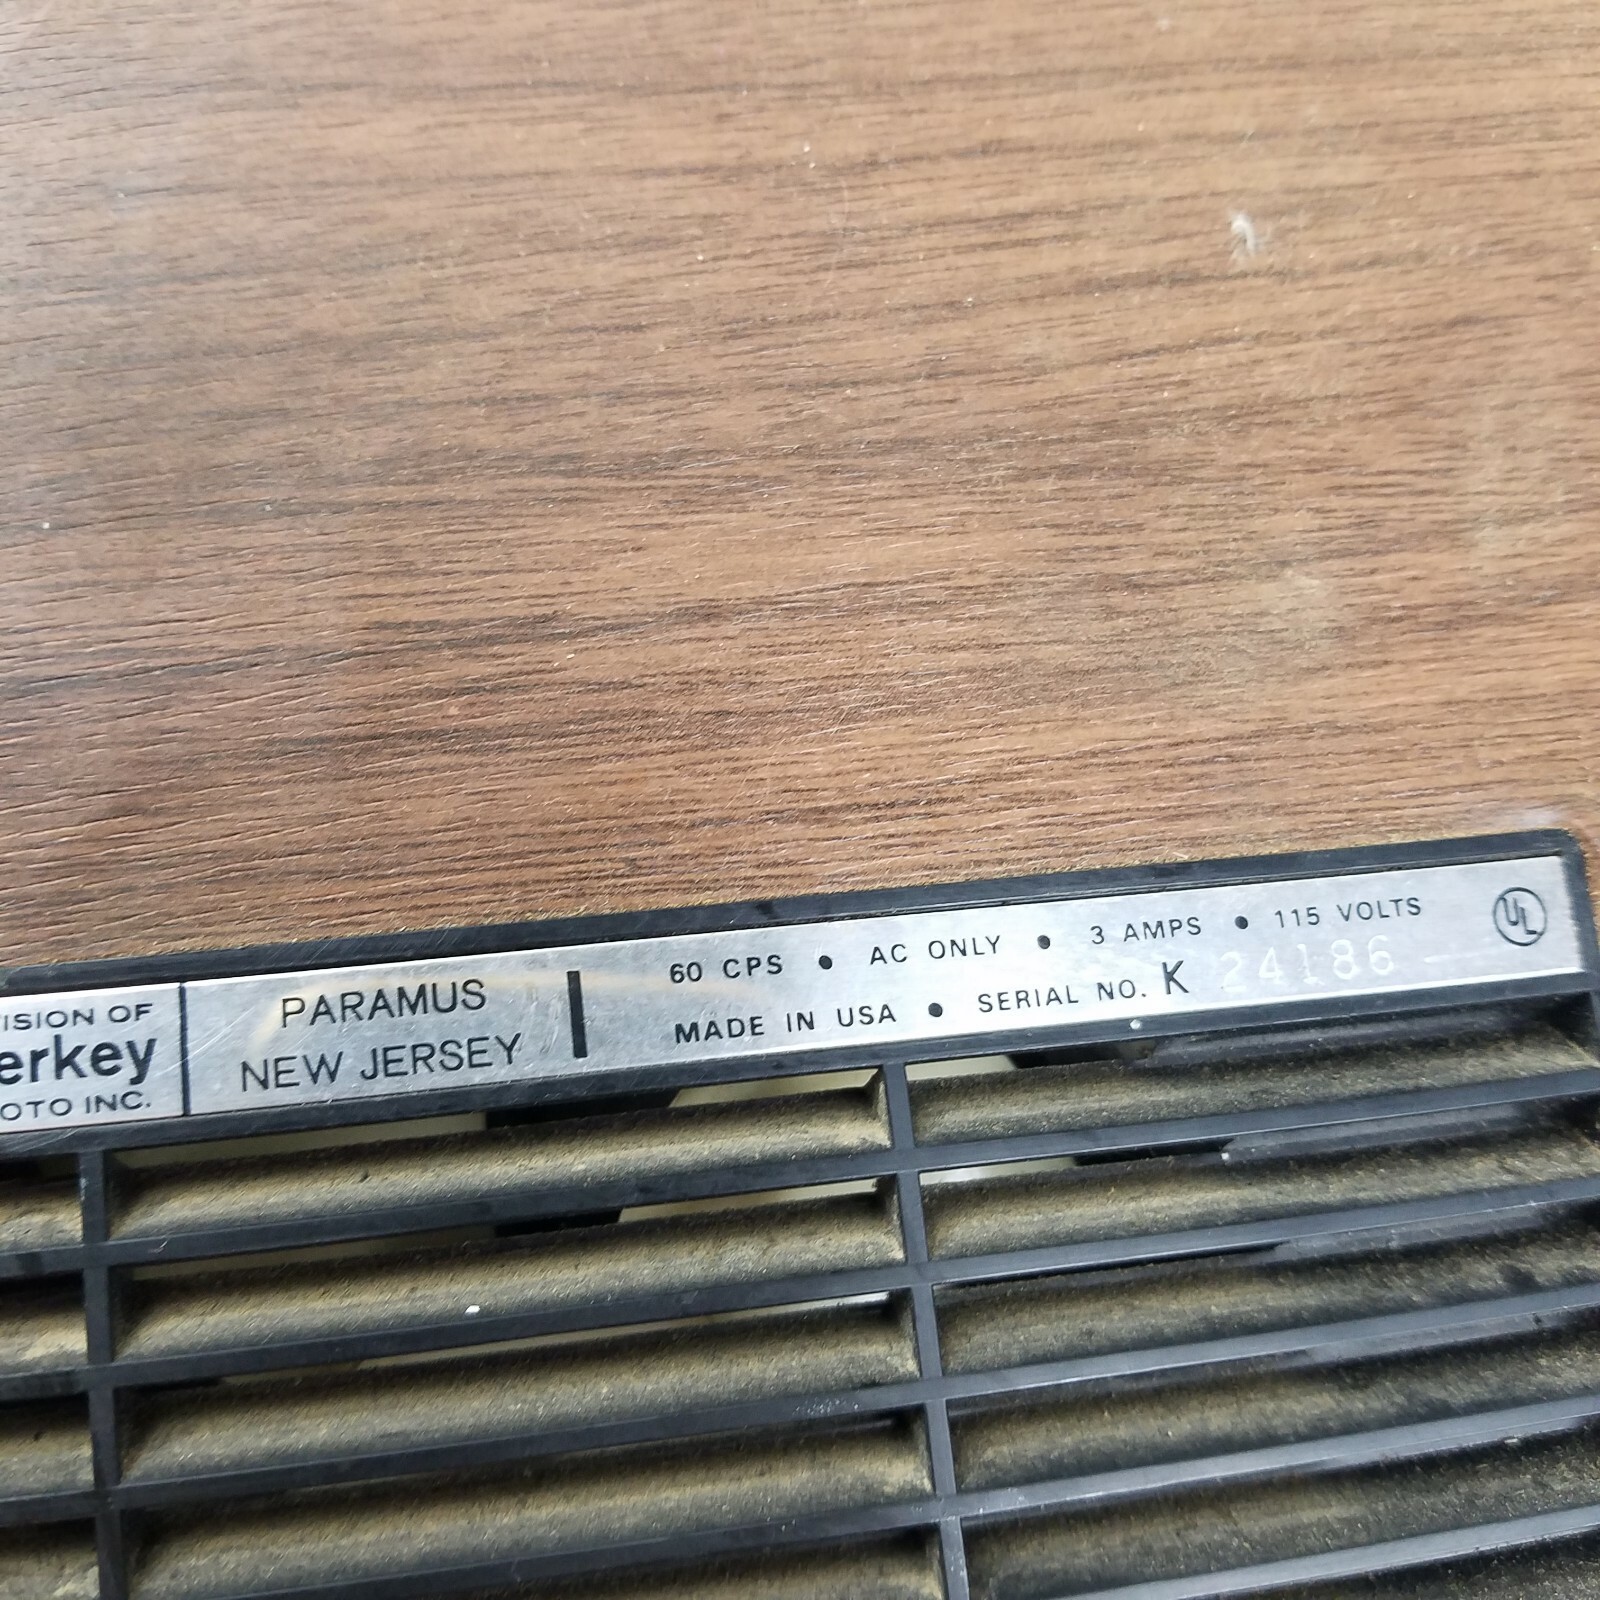 ISION OF
erkey
OTO INC.
PARAMUS
NEW JERSEY
60 CPS • AC ONLY • 3 AMPS • 115 VOLTS
MADE IN USA • SERIAL NO. K 24186
UL